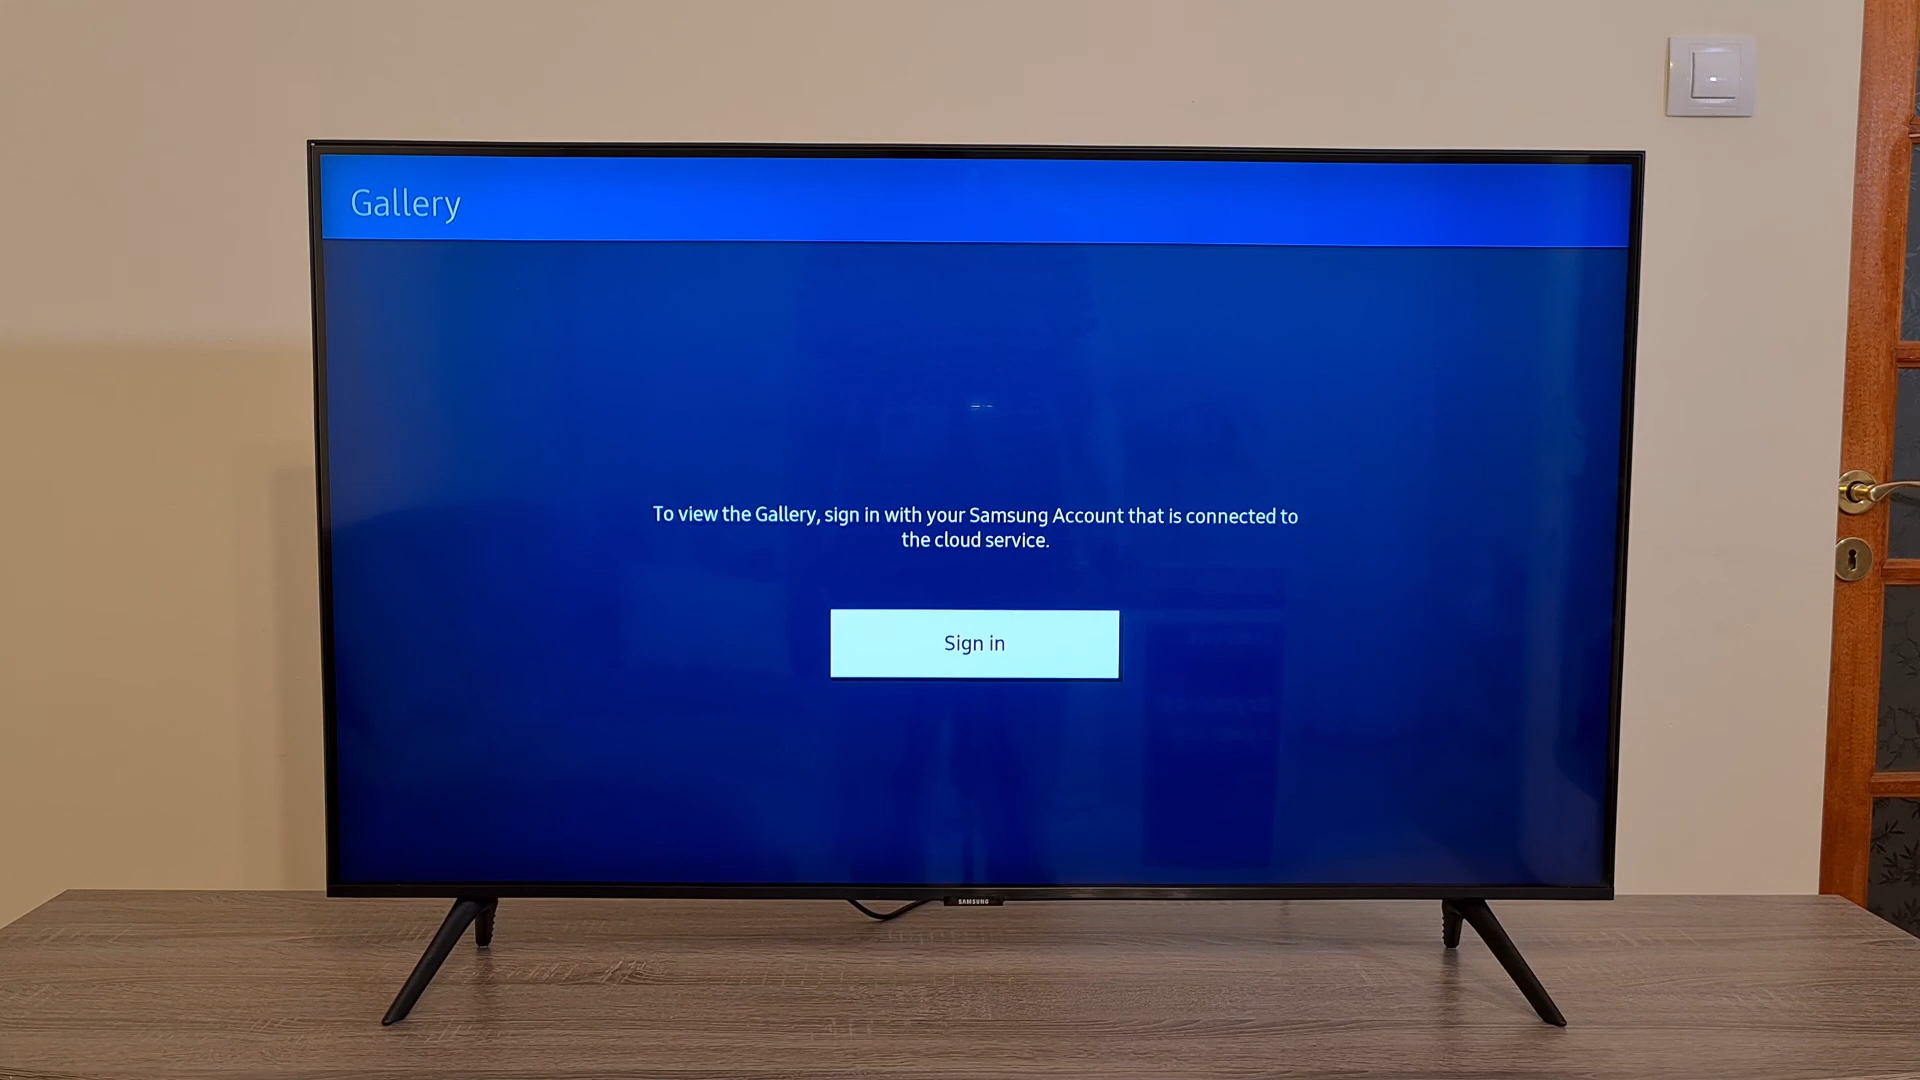 Gallery
To view the Gallery, sign in with your Samsung Account that is connected to
the cloud service.
Sign in
SAMSUNG